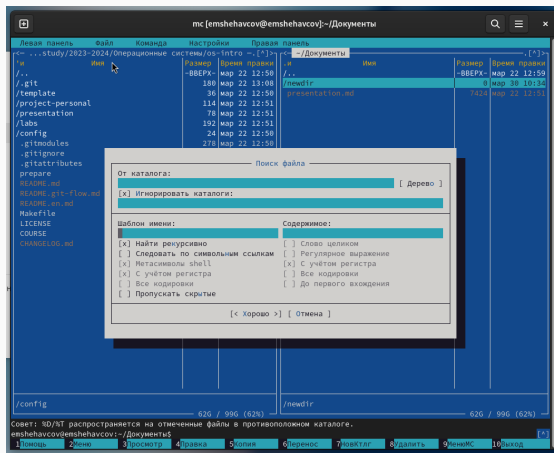 mc [emshehavcov@emshehavcov]:~/Документы
Левая панель Файл Команда Настройки Правая панель
<— ...study/2023-2024/Операционные системы/os-intro —.[^]>
<— ~/Документы —.[^]>
'и Имя Размер Время правки
/.. -ВВЕРХ- мар 22 12:50
/.git 180 мар 22 13:00
/template 36 мар 22 12:50
/project-personal 114 мар 22 12:51
/presentation 78 мар 22 12:51
/labs 192 мар 22 12:51
/config 24 мар 22 12:50
.gitmodules 278 мар 22 12:50
.gitignore
.gitattributes
prepare
README.md
README.git-flow.md
README.en.md
Makefile
LICENSE
COURSE
CHANGELOG.md
'и Имя Размер Время правки
/.. -ВВЕРХ- мар 22 12:59
/newdir 0 мар 30 10:34
presentation.md 7424 мар 22 12:51
Поиск файла
От каталога:
[ Дерево ]
[x] Игнорировать каталоги:
Шаблон имени: Содержимое:
[x] Найти рекурсивно [ ] Слово целиком
[ ] Следовать по символьным ссылкам [ ] Регулярное выражение
[x] Метасимволы shell [x] С учётом регистра
[x] С учётом регистра [ ] Все кодировки
[ ] Все кодировки [ ] До первого вхождения
[ ] Пропускать скрытые
[< Хорошо >] [ Отмена ]
/config
62G / 99G (62%)
/newdir
62G / 99G (62%)
Совет: %D/%T распространяется на отмеченные файлы в противоположном каталоге.
emshehavcov@emshehavcov:~/Документы$ [^]
1Помощь 2Меню 3Просмотр 4Правка 5Копия 6Перенос 7НовКтлг 8Удалить 9МенюMC 10Выход